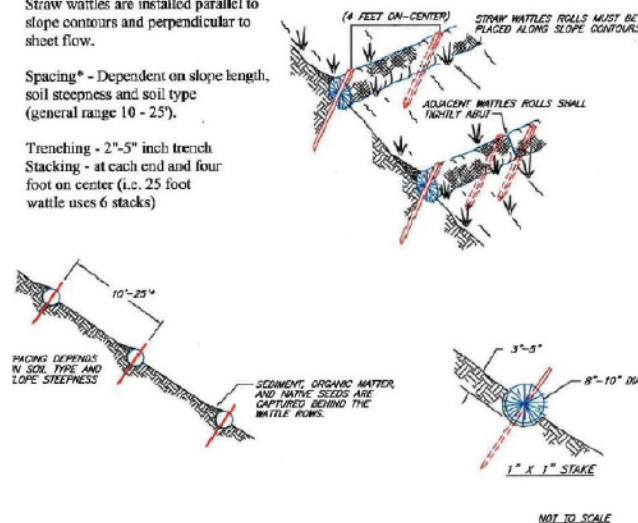 Straw wattles are installed parallel to
slope contours and perpendicular to
sheet flow.
Spacing* - Dependent on slope length,
soil steepness and soil type
(general range 10 - 25').
Trenching - 2"-5" inch trench
Stacking - at each end and four
foot on center (i.e. 25 foot
wattle uses 6 stacks)
(4 FEET ON-CENTER)
STRAW WATTLES ROLLS MUST BE
PLACED ALONG SLOPE CONTOURS
ADJACENT WATTLES ROLLS SHALL
TIGHTLY ABUT
10'-25'*
PACING DEPENDS
N SOIL TYPE AND
LOPE STEEPNESS
SEDIMENT, ORGANIC MATTER,
AND NATIVE SEEDS ARE
CAPTURED BEHIND THE
WATTLE ROWS.
3"-5"
8"-10" DI
1" X 1" STAKE
NOT TO SCALE